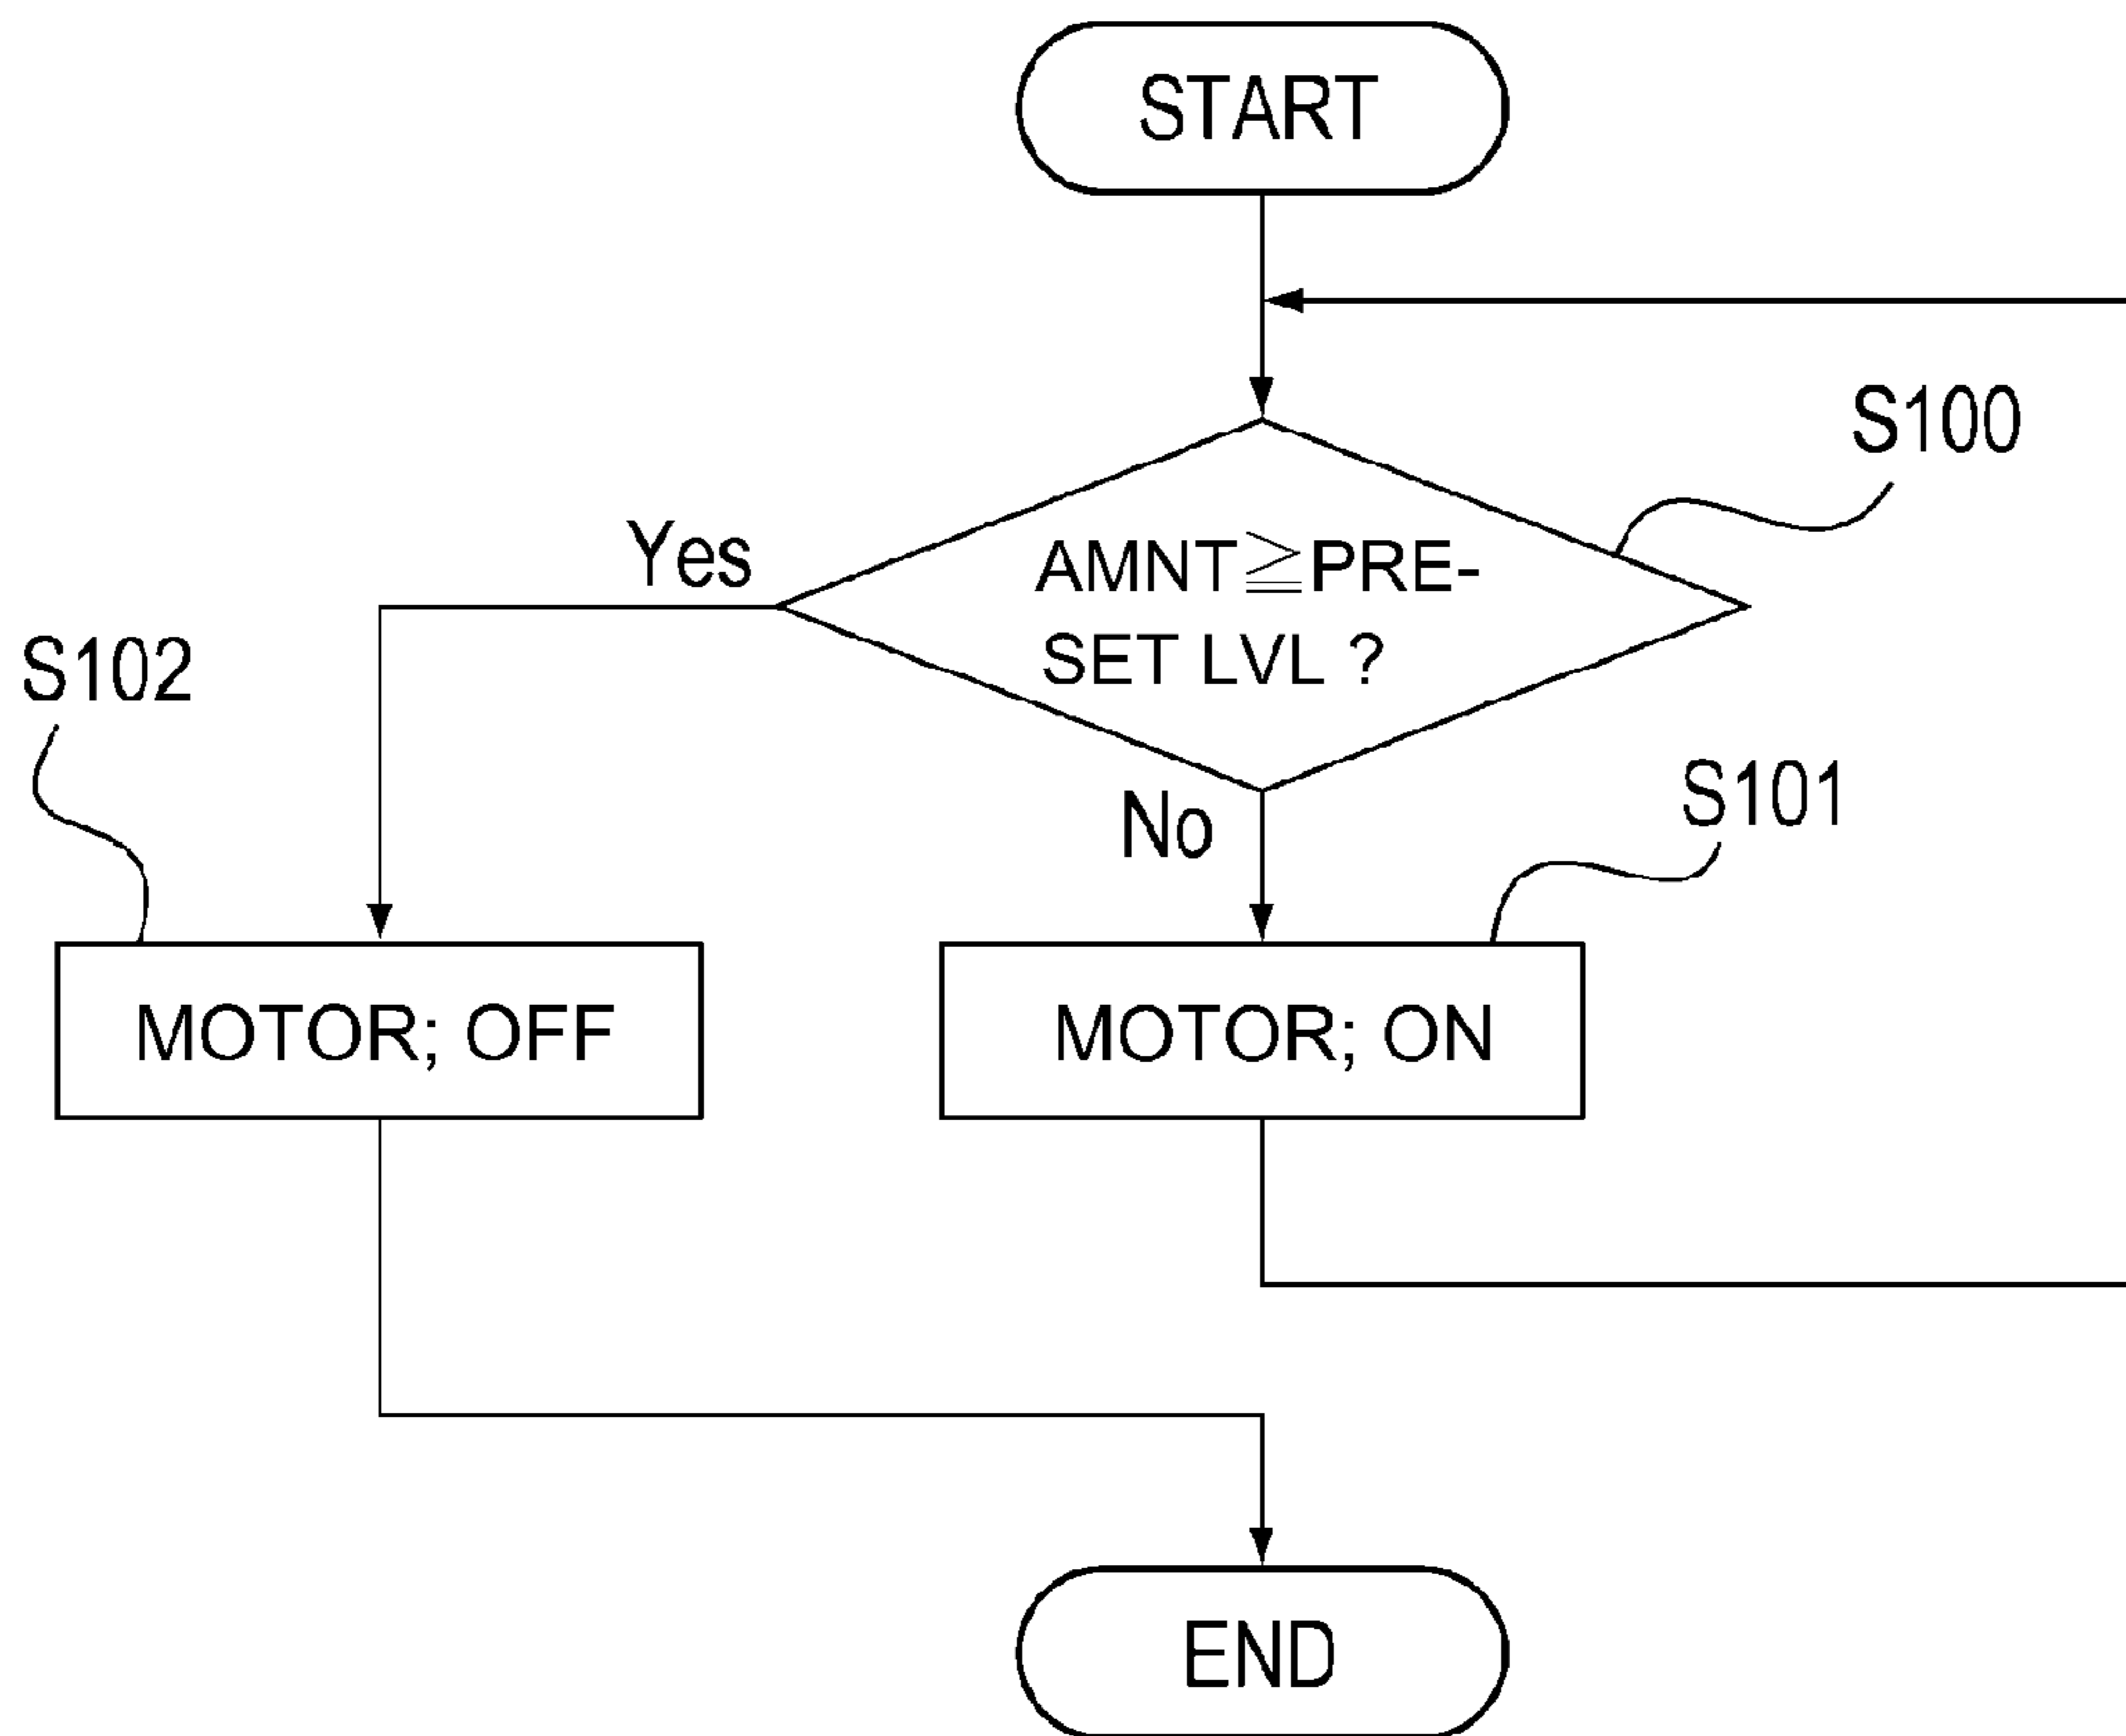 START
S100
Yes
AMNT≧PRE-
SET LVL ?
S102
No
S101
MOTOR; OFF
MOTOR; ON
END